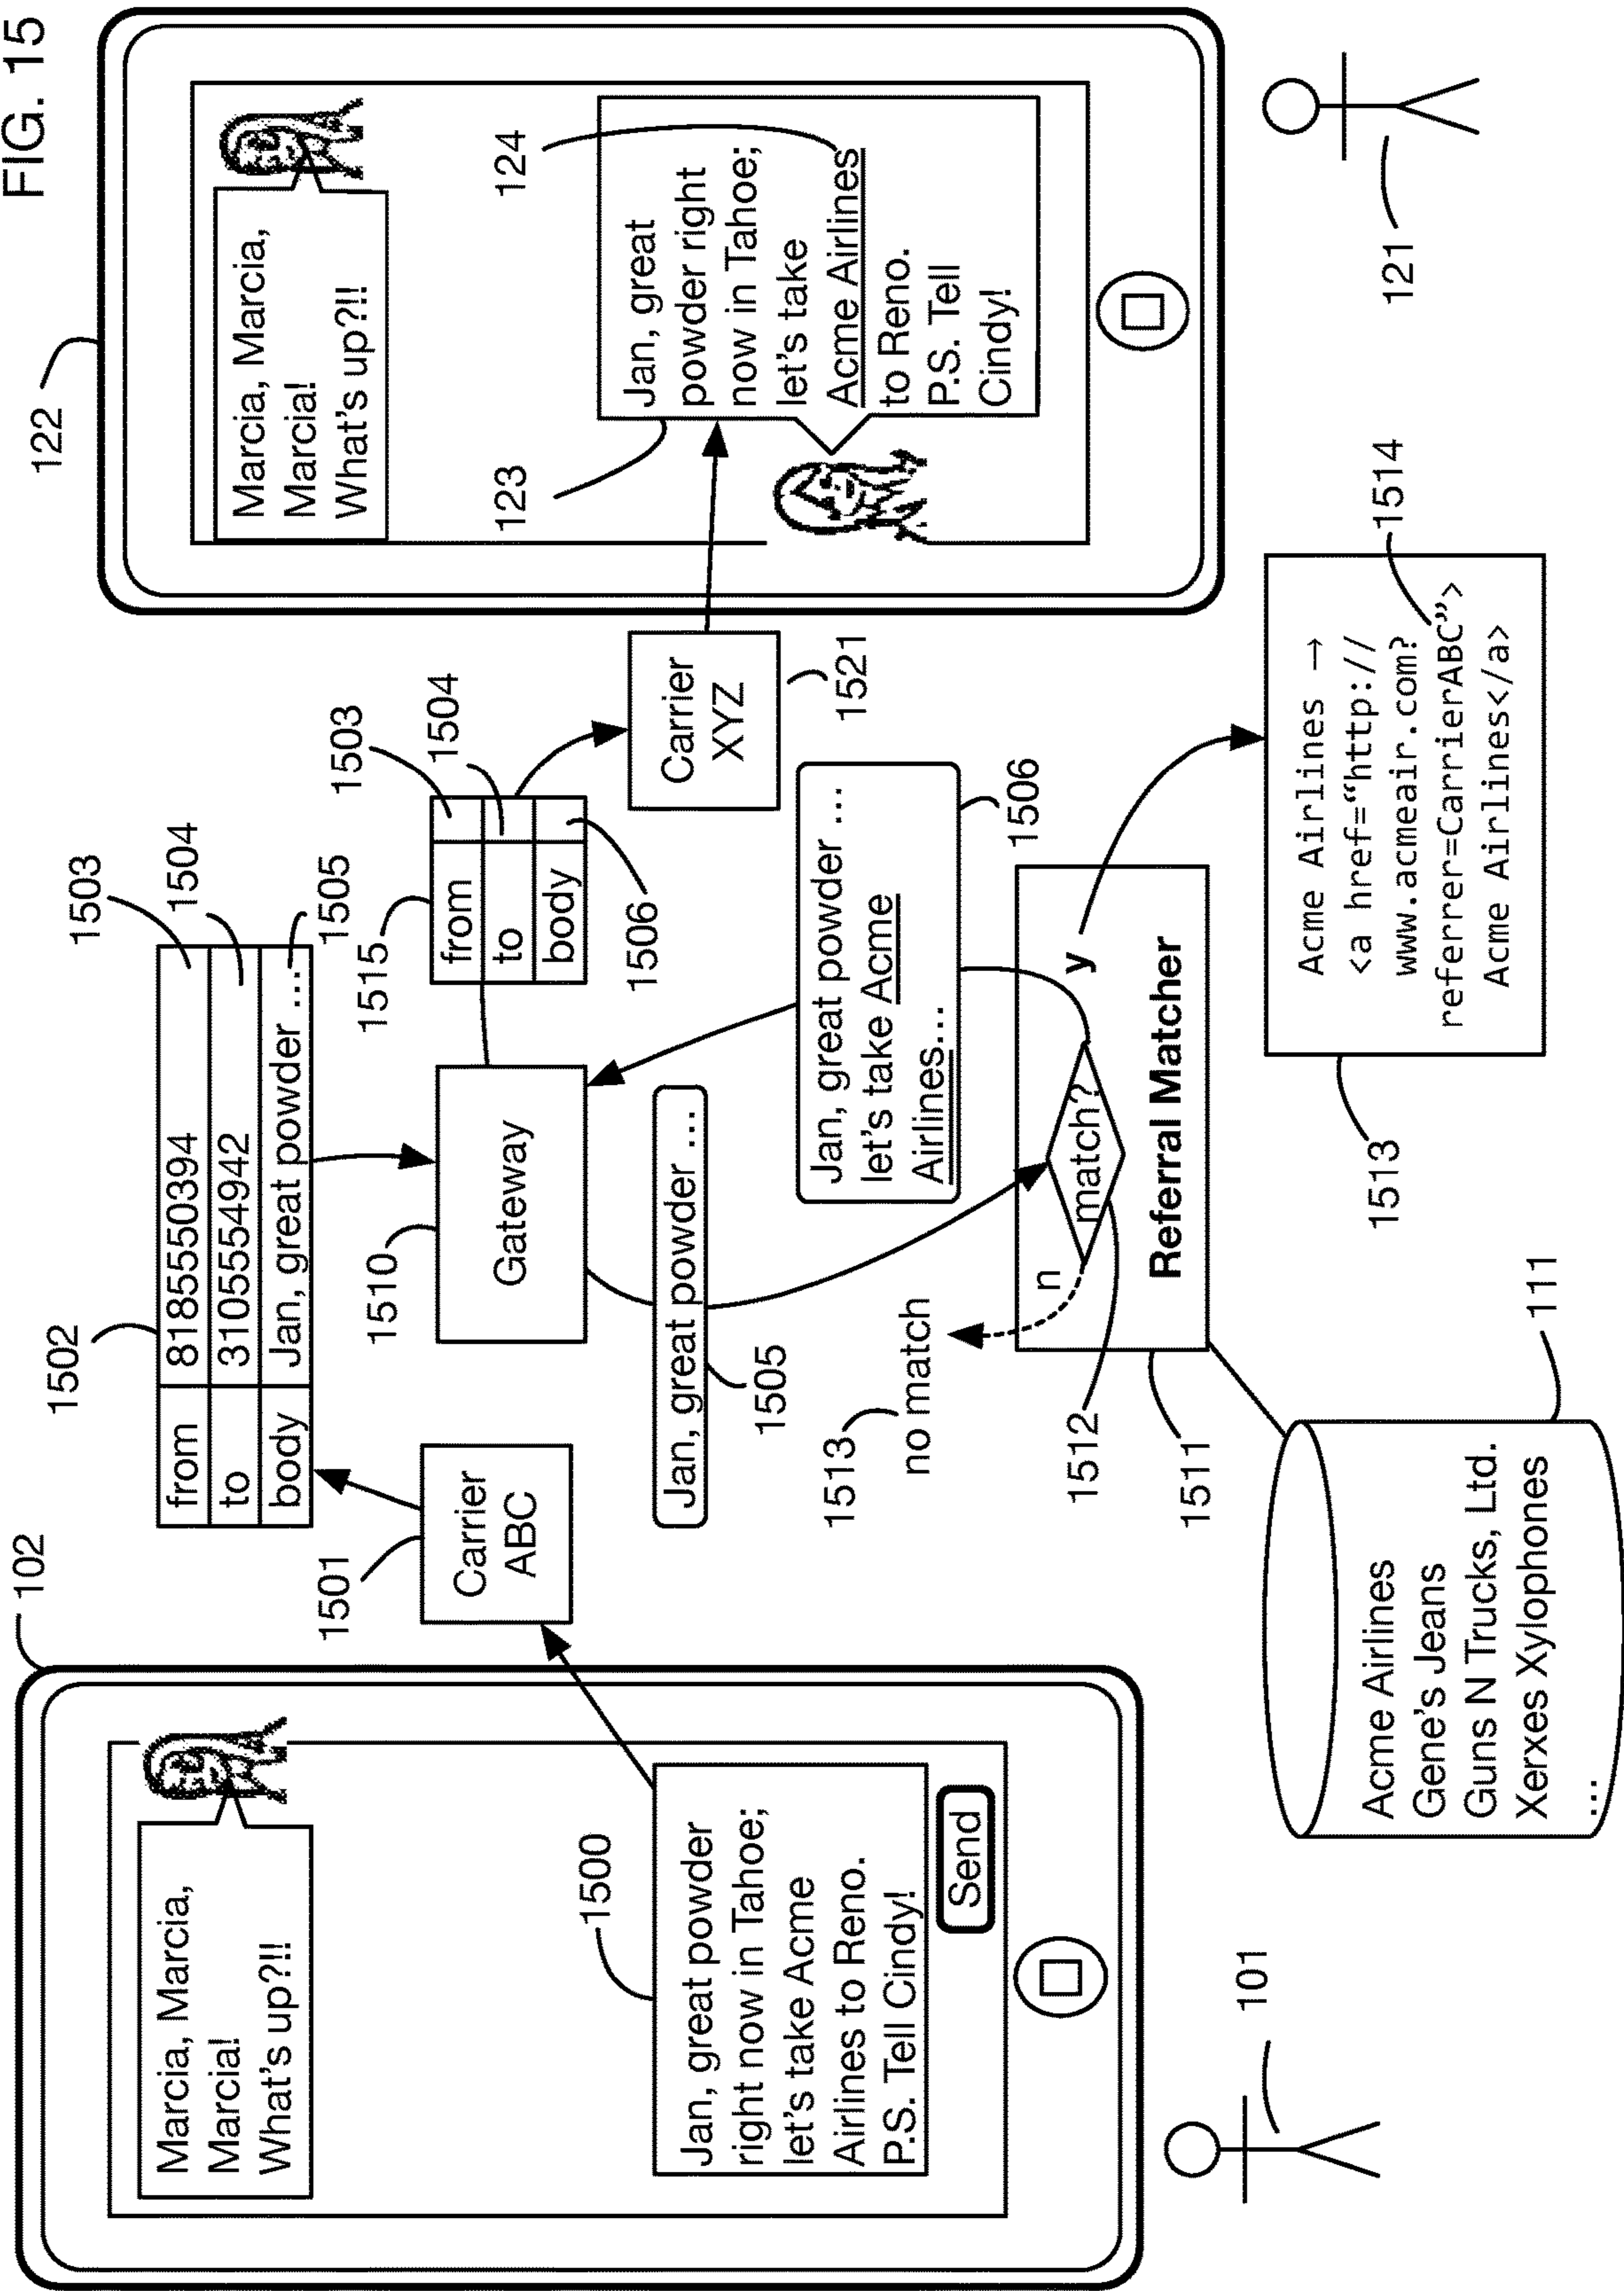 FIG. 15
102
Marcia, Marcia,
Marcia!
What's up?!!
1500
Jan, great powder
right now in Tahoe;
let's take Acme
Airlines to Reno.
P.S. Tell Cindy!
Send
101
1501
Carrier
ABC
1502
from 8185550394
to 3105554942
body Jan, great powder ...
1503
1504
1505
1510
Gateway
Jan, great powder ...
1505
1515
from
to
body
1503
1504
1506
Carrier
XYZ
1521
Jan, great powder ...
let's take Acme
Airlines...
1506
1513
no match
n
match?
y
Referral Matcher
1512
1511
Acme Airlines
Gene's Jeans
Guns N Trucks, Ltd.
Xerxes Xylophones
...
111
Acme Airlines →
<a href=“http://
www.acmeair.com?
referrer=CarrierABC”>
Acme Airlines</a>
1513
1514
122
Marcia, Marcia,
Marcia!
What's up?!!
123
124
Jan, great
powder right
now in Tahoe;
let's take
Acme Airlines
to Reno.
P.S. Tell
Cindy!
121